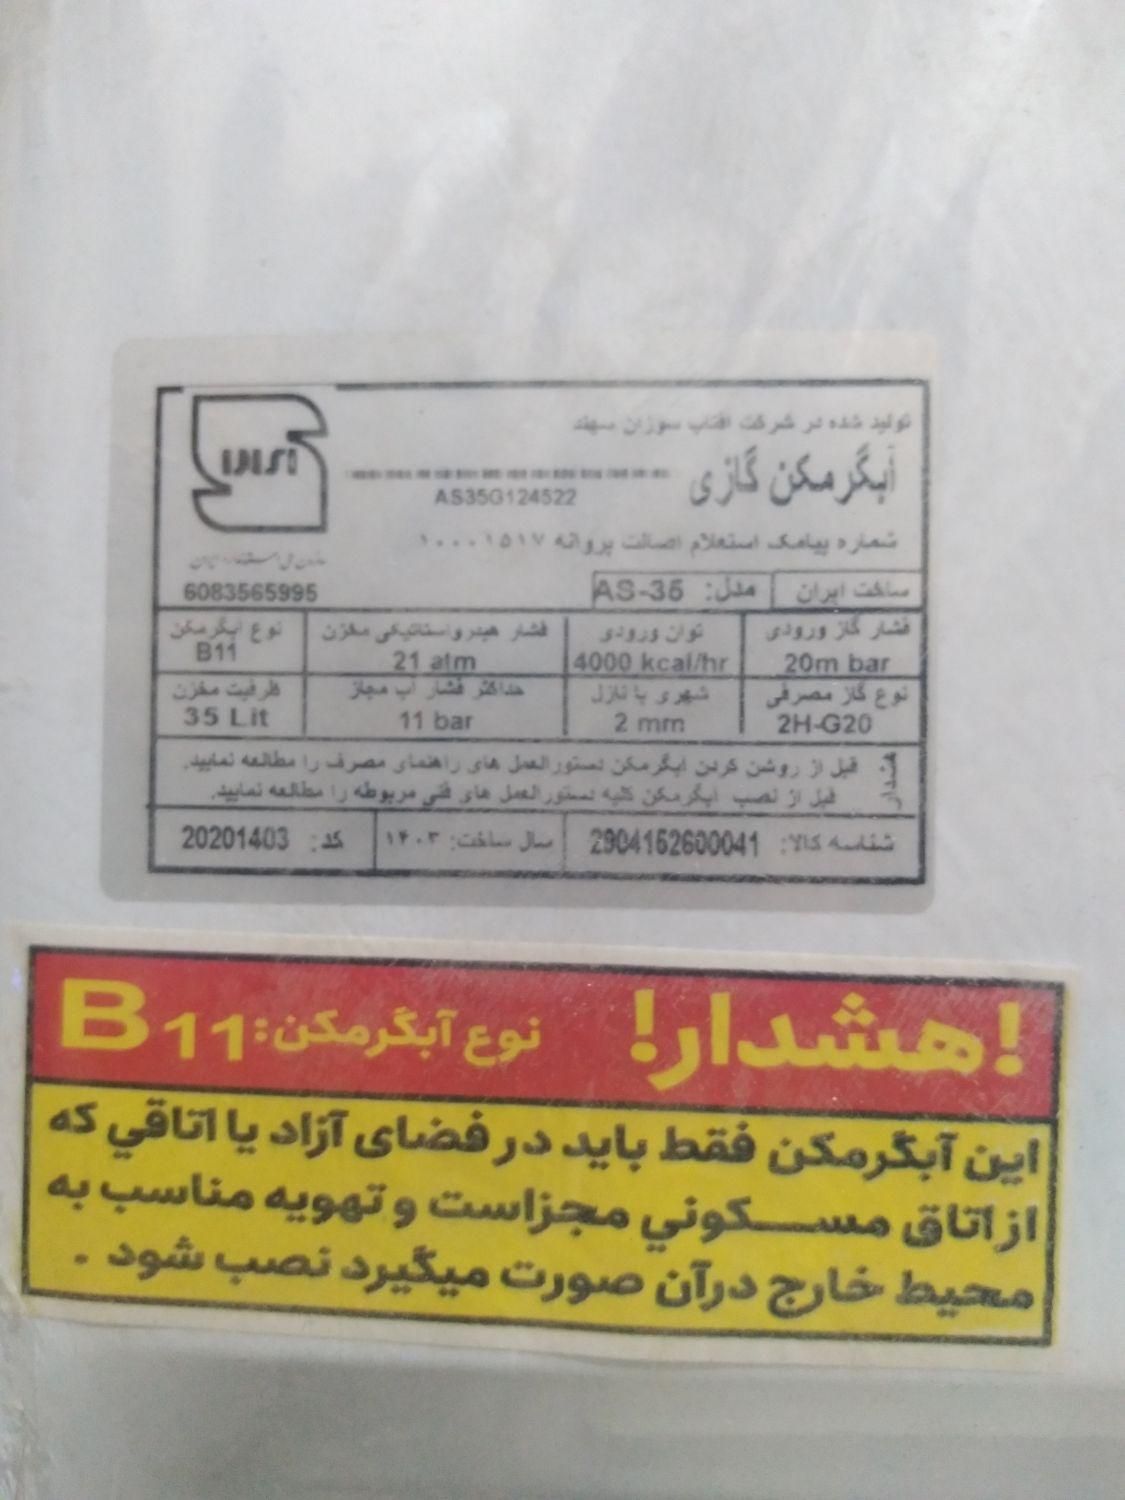 تولید شده در شرکت آفتاب سوزان سهند
آبگرمکن گازی
AS35G124522
شماره پیامک استعلام اصالت پروانه ۱۰۰۰۱۵۱۷
6083565995
ساخت ایران مدل: AS-35
فشار گاز ورودی توان ورودی فشار هیدرواستاتیکی مخزن نوع آبگرمکن
20m bar 4000 kcal/hr 21 atm B11
نوع گاز مصرفی شهری با نازل حداکثر فشار آب مجاز ظرفیت مخزن
2H-G20 2 mm 11 bar 35 Lit
هشدار
قبل از روشن کردن آبگرمکن دستورالعمل های راهنمای مصرف را مطالعه نمایید.
قبل از نصب آبگرمکن کلیه دستورالعمل های فنی مربوطه را مطالعه نمایید.
شناسه کالا: 2904152600041 سال ساخت: ۱۴۰۳ کد: 20201403
!هشدار! نوع آبگرمکن: B11
این آبگرمکن فقط باید در فضای آزاد یا اتاقي که
از اتاق مســـکوني مجزاست و تهویه مناسب به
محیط خارج درآن صورت میگیرد نصب شود .